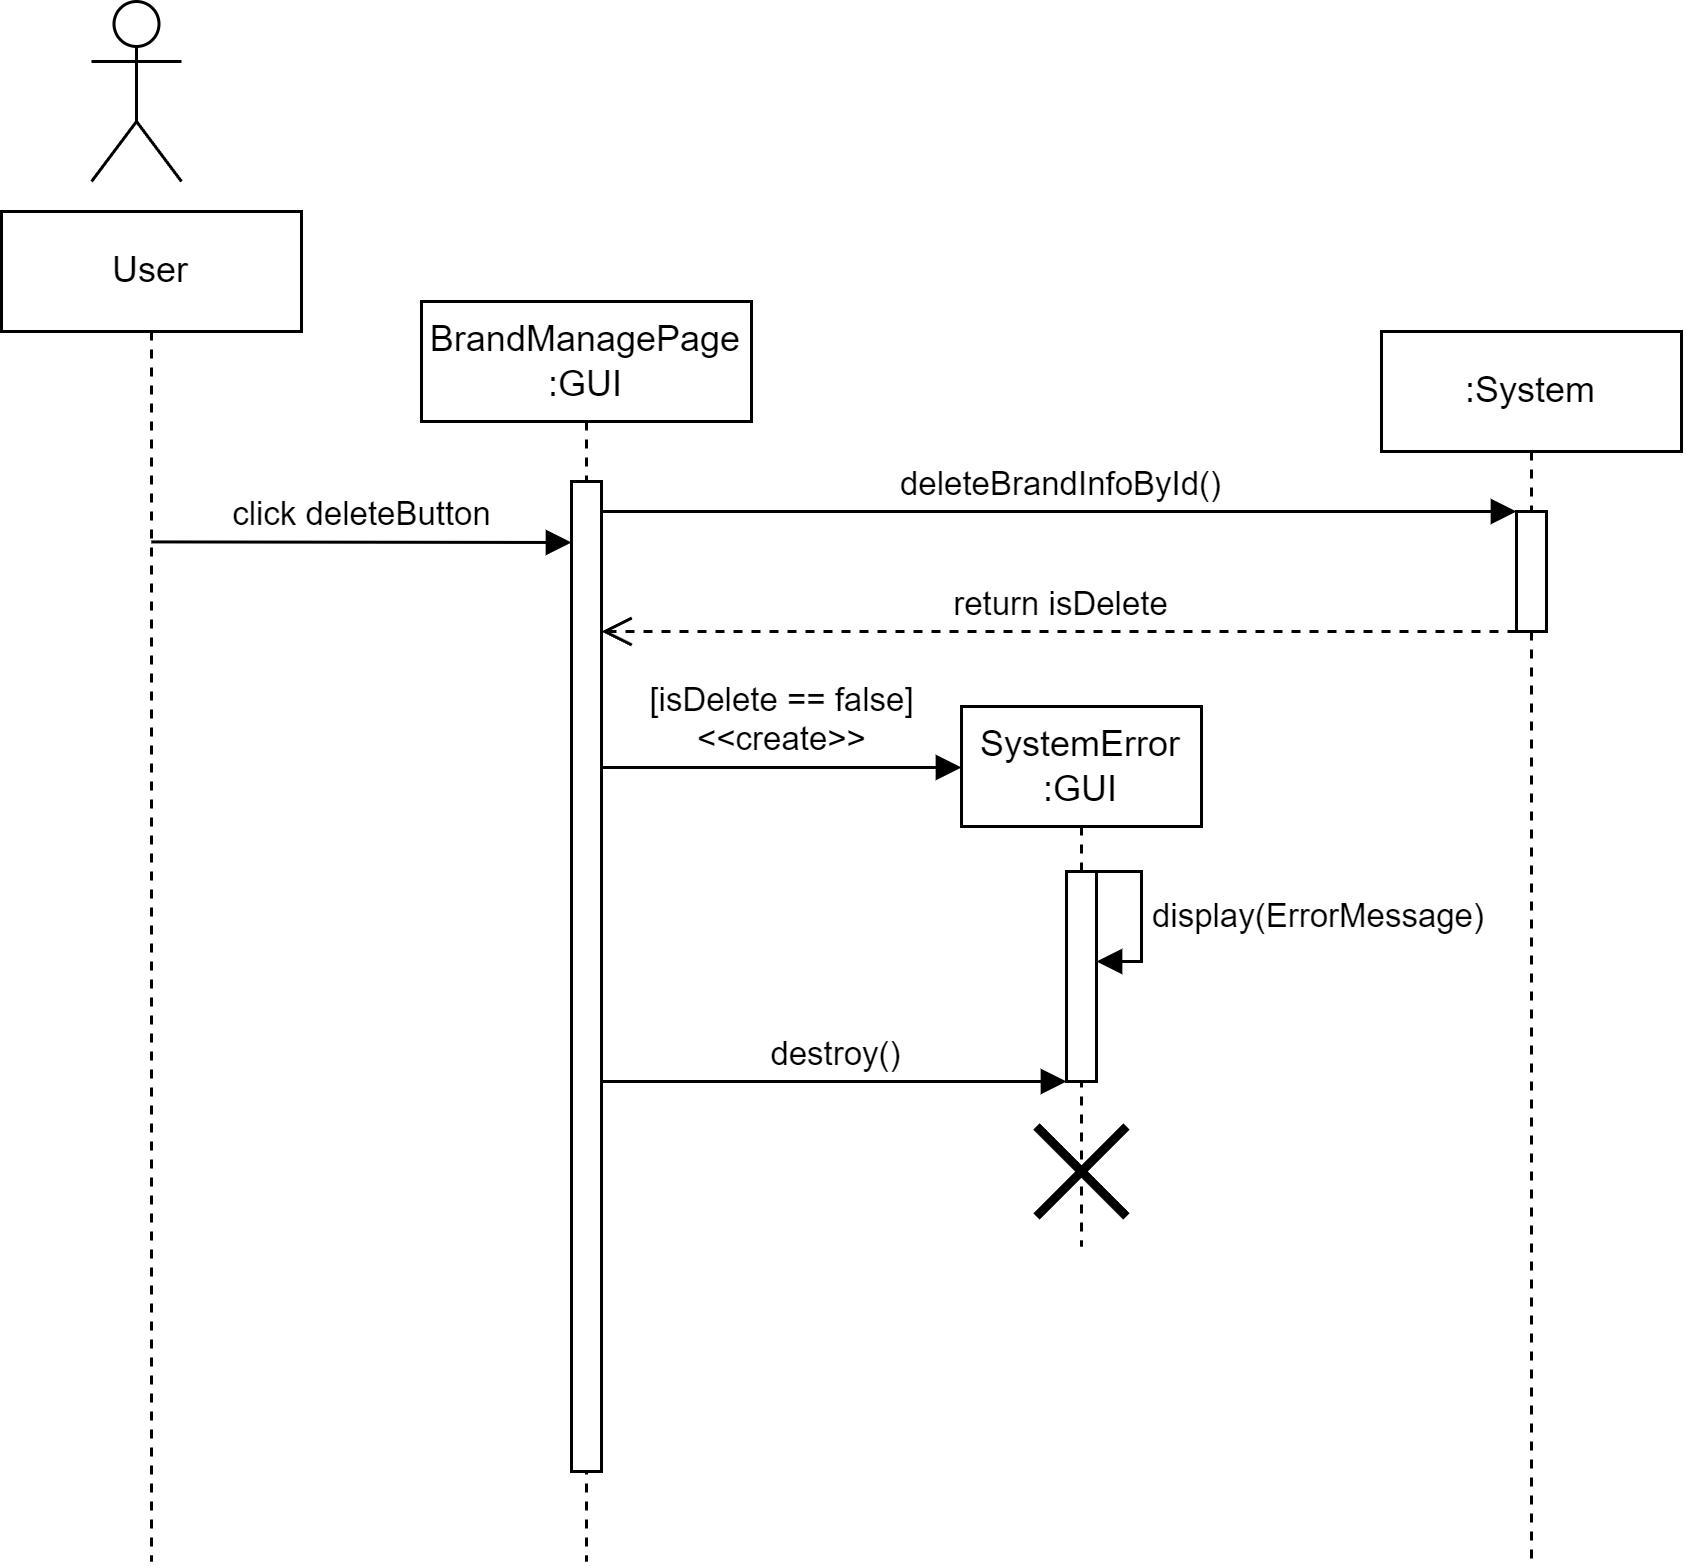 User
BrandManagePage
:GUI
:System
deleteBrandInfoById()
click deleteButton
return isDelete
[isDelete == false]
<<create>>
SystemError
:GUI
display(ErrorMessage)
destroy()